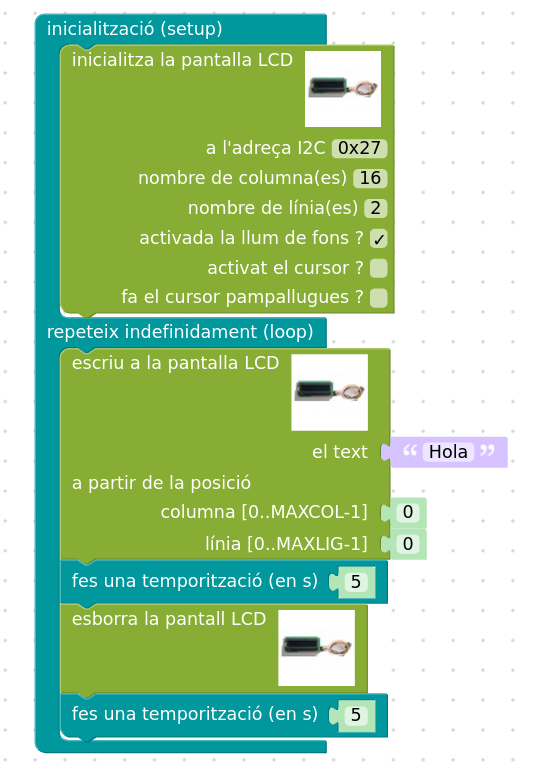 inicialització (setup)
inicialitza la pantalla LCD
a l'adreça I2C 0x27
nombre de columna(es) 16
nombre de línia(es) 2
activada la llum de fons ? ✓
activat el cursor ?
fa el cursor pampallugues ?
repeteix indefinidament (loop)
escriu a la pantalla LCD
el text “ Hola ”
a partir de la posició
columna [0..MAXCOL-1] 0
línia [0..MAXLIG-1] 0
fes una temporització (en s) 5
esborra la pantall LCD
fes una temporització (en s) 5